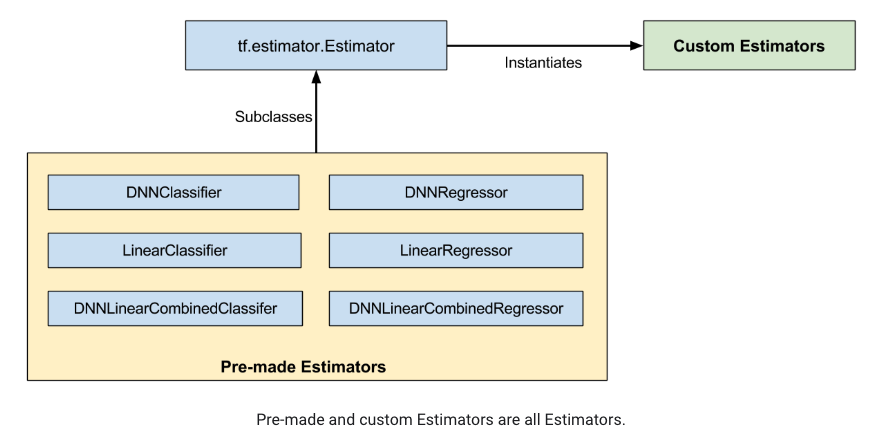 tf.estimator.Estimator
Custom Estimators
Instantiates
Subclasses
DNNClassifier
DNNRegressor
LinearClassifier
LinearRegressor
DNNLinearCombinedClassifer
DNNLinearCombinedRegressor
Pre-made Estimators
Pre-made and custom Estimators are all Estimators.